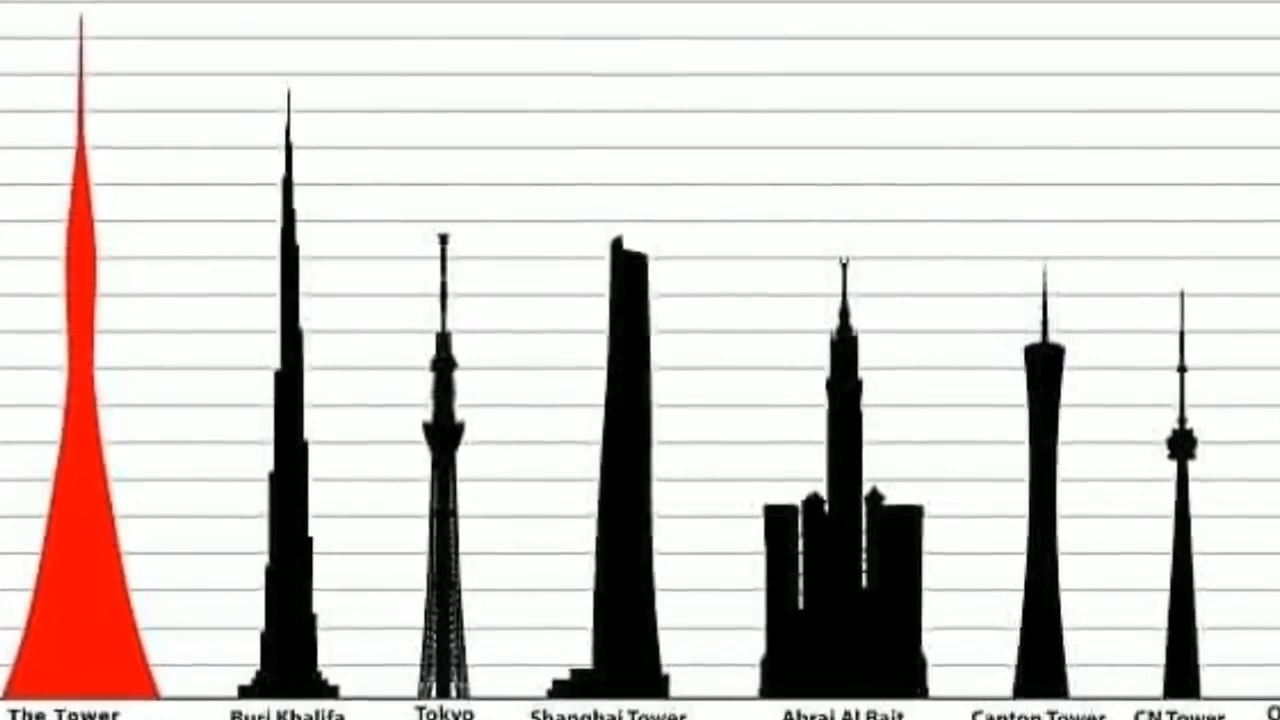 The Tower
Burj Khalifa
Tokyo
Shanghai Tower
Abraj Al Bait
Canton Tower
CN Tower